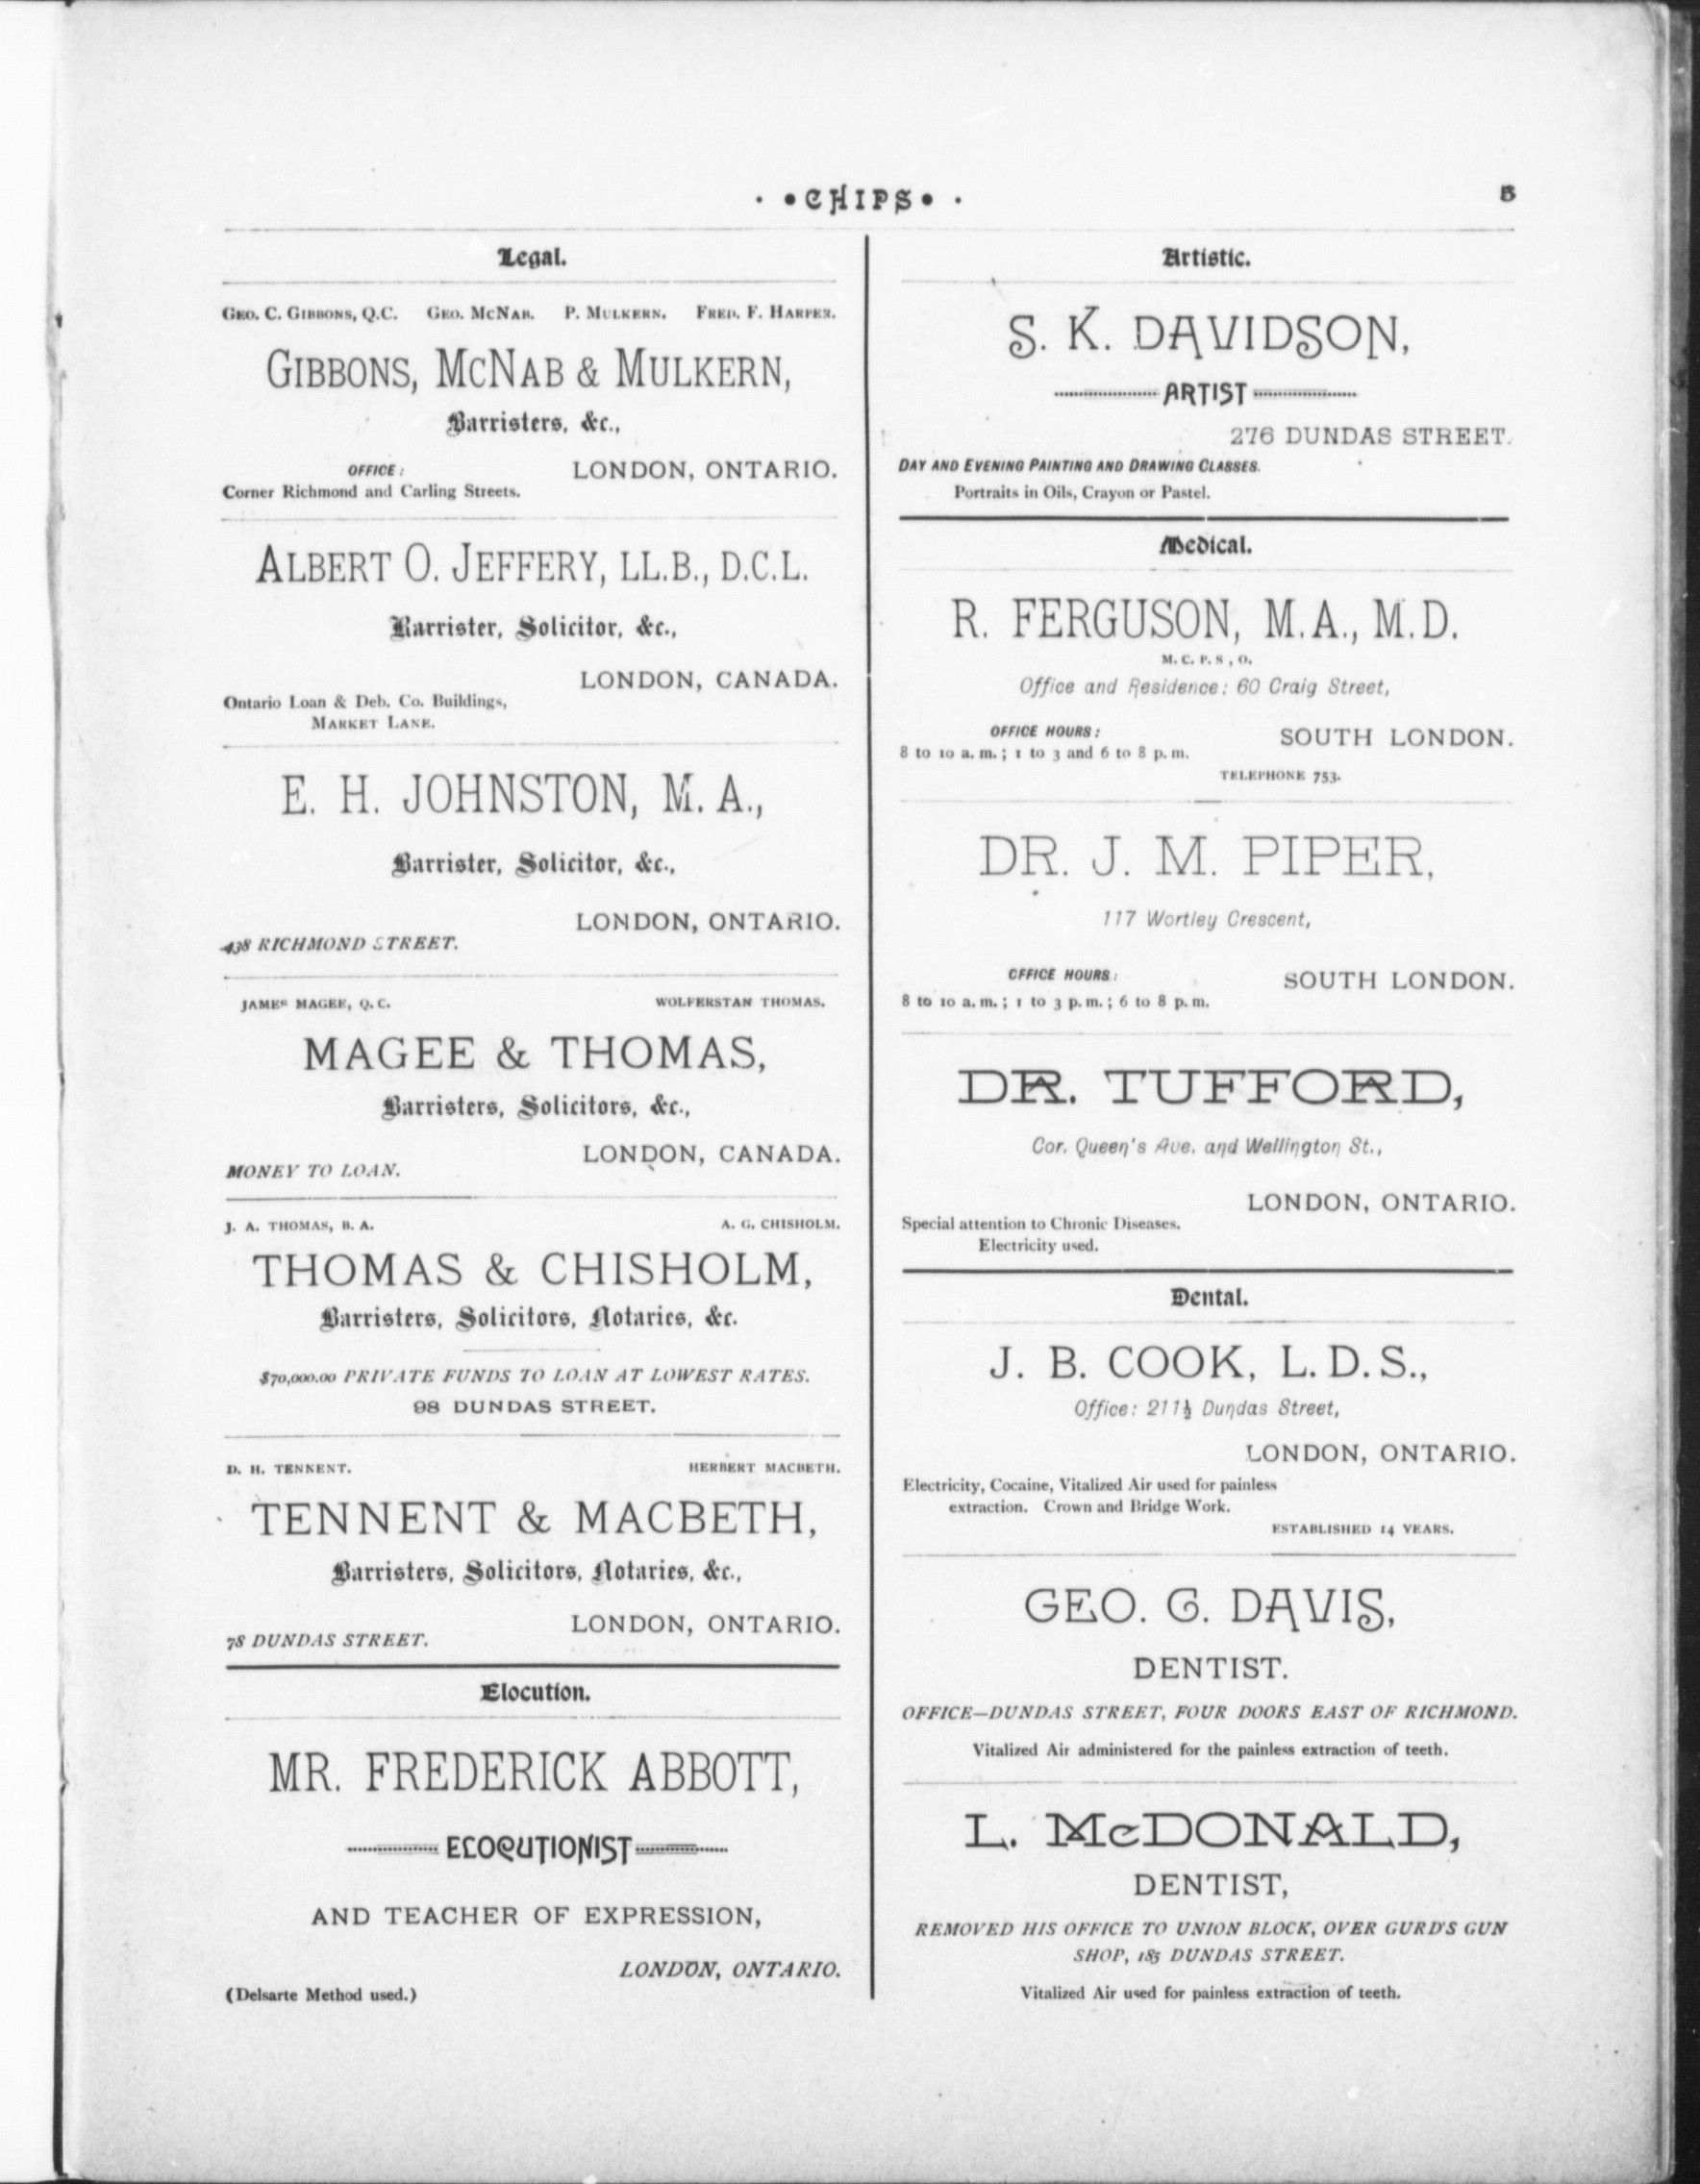 · •CHIPS• ·
5
Legal.
GEO. C. GIBBONS, Q.C. GEO. MCNAB. P. MULKERN. FRED. F. HARPER.
GIBBONS, MCNAB & MULKERN,
Barristers, &c.,
OFFICE:
LONDON, ONTARIO.
Corner Richmond and Carling Streets.
ALBERT O. JEFFERY, LL.B., D.C.L.
Barrister, Solicitor, &c.,
LONDON, CANADA.
Ontario Loan & Deb. Co. Buildings,
MARKET LANE.
E. H. JOHNSTON, M. A.,
Barrister, Solicitor, &c.,
LONDON, ONTARIO.
438 RICHMOND STREET.
JAMES MAGEE, Q. C. WOLFERSTAN THOMAS.
MAGEE & THOMAS,
Barristers, Solicitors, &c.,
LONDON, CANADA.
MONEY TO LOAN.
J. A. THOMAS, B. A. A. G. CHISHOLM.
THOMAS & CHISHOLM,
Barristers, Solicitors, Notaries, &c.
$70,000.00 PRIVATE FUNDS TO LOAN AT LOWEST RATES.
98 DUNDAS STREET.
D. H. TENNENT. HERBERT MACBETH.
TENNENT & MACBETH,
Barristers, Solicitors, Notaries, &c.,
LONDON, ONTARIO.
78 DUNDAS STREET.
Elocution.
MR. FREDERICK ABBOTT,
ELOCUTIONIST
AND TEACHER OF EXPRESSION,
LONDON, ONTARIO.
(Delsarte Method used.)
Artistic.
S. K. DAVIDSON,
ARTIST
276 DUNDAS STREET.
DAY AND EVENING PAINTING AND DRAWING CLASSES.
Portraits in Oils, Crayon or Pastel.
Medical.
R. FERGUSON, M.A., M.D.
M. C. P. S , O.
Office and Residence: 60 Craig Street,
OFFICE HOURS:
SOUTH LONDON.
8 to 10 a. m. ; 1 to 3 and 6 to 8 p. m.
TELEPHONE 753.
DR. J. M. PIPER,
117 Wortley Crescent,
OFFICE HOURS:
SOUTH LONDON.
8 to 10 a. m. ; 1 to 3 p. m. ; 6 to 8 p. m.
DR. TUFFORD,
Cor. Queen's Ave. and Wellington St.,
LONDON, ONTARIO.
Special attention to Chronic Diseases.
Electricity used.
Dental.
J. B. COOK, L.D.S.,
Office: 211½ Dundas Street,
LONDON, ONTARIO.
Electricity, Cocaine, Vitalized Air used for painless
extraction. Crown and Bridge Work.
ESTABLISHED 14 YEARS.
GEO. G. DAVIS,
DENTIST.
OFFICE—DUNDAS STREET, FOUR DOORS EAST OF RICHMOND.
Vitalized Air administered for the painless extraction of teeth.
L. McDONALD,
DENTIST,
REMOVED HIS OFFICE TO UNION BLOCK, OVER GURD'S GUN
SHOP, 185 DUNDAS STREET.
Vitalized Air used for painless extraction of teeth.